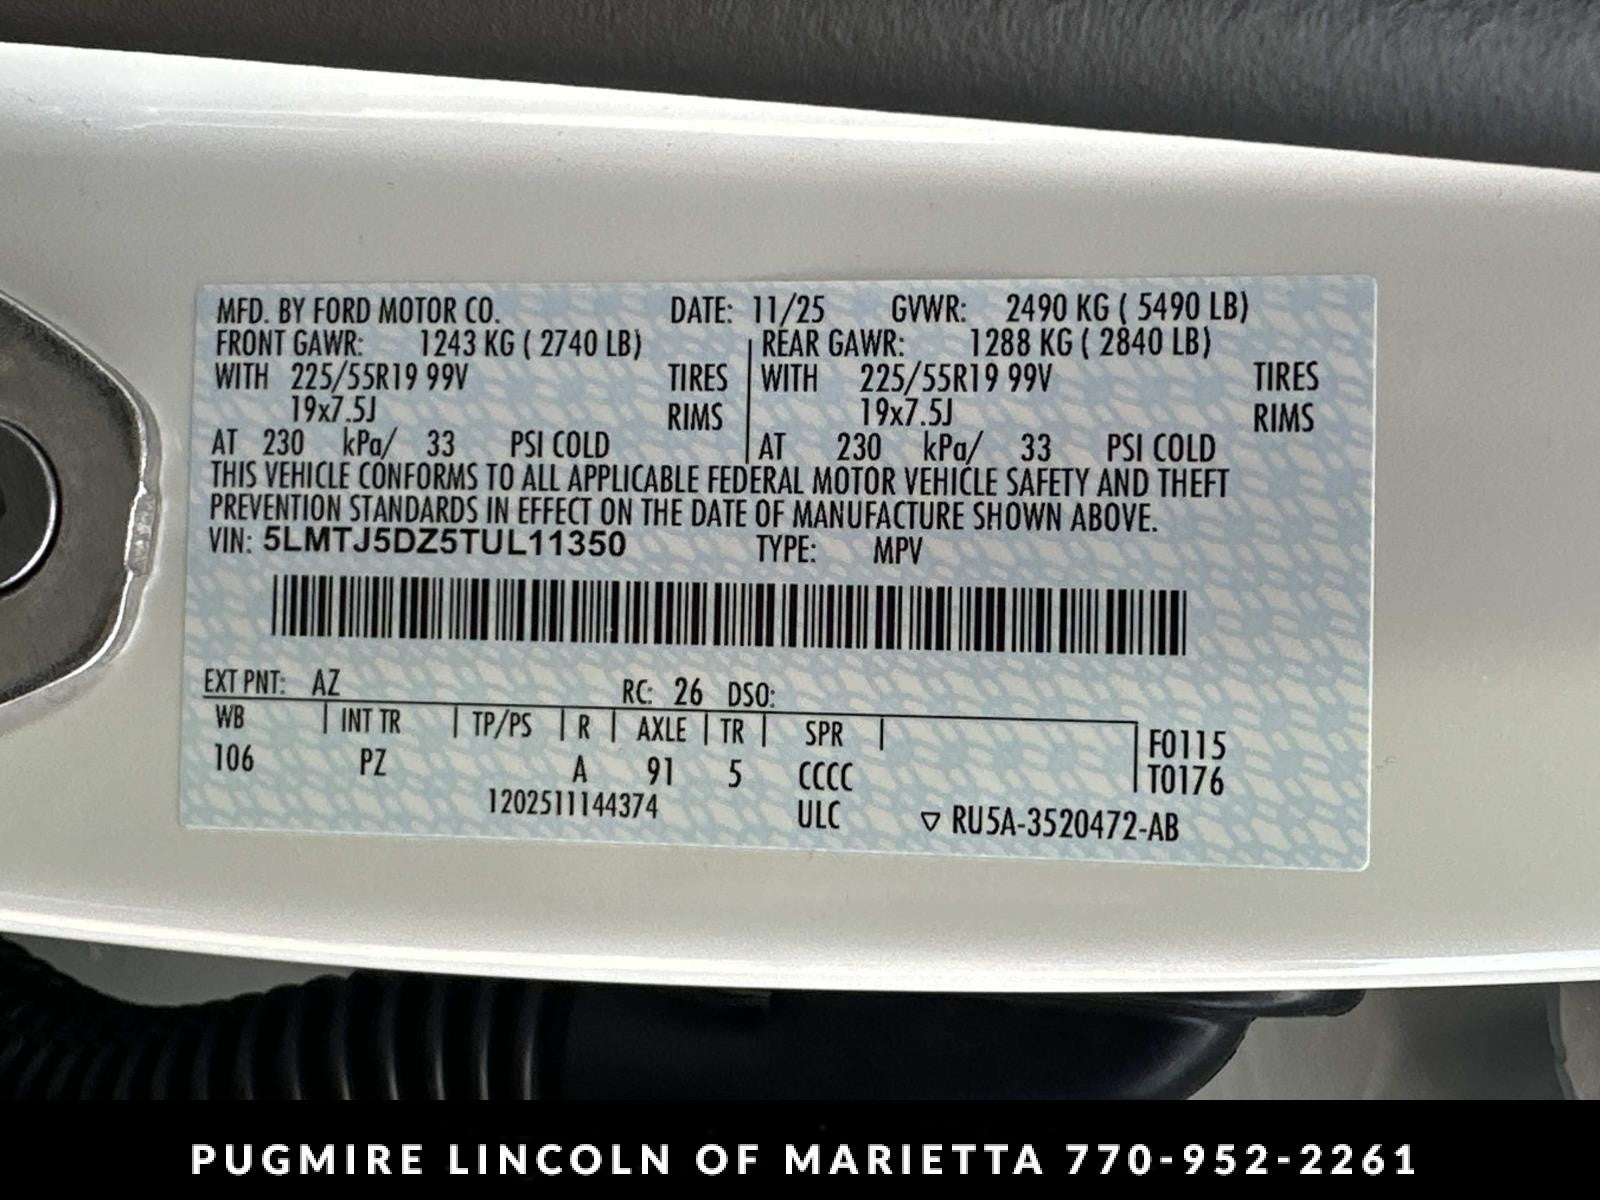 MFD. BY FORD MOTOR CO. DATE: 11/25 GVWR: 2490 KG ( 5490 LB)
FRONT GAWR: 1243 KG ( 2740 LB) REAR GAWR: 1288 KG ( 2840 LB)
WITH 225/55R19 99V TIRES WITH 225/55R19 99V TIRES
19x7.5J RIMS 19x7.5J RIMS
AT 230 kPa/ 33 PSI COLD AT 230 kPa/ 33 PSI COLD
THIS VEHICLE CONFORMS TO ALL APPLICABLE FEDERAL MOTOR VEHICLE SAFETY AND THEFT
PREVENTION STANDARDS IN EFFECT ON THE DATE OF MANUFACTURE SHOWN ABOVE.
VIN: 5LMTJ5DZ5TUL11350 TYPE: MPV
EXT PNT: AZ RC: 26 DSO:
WB INT TR TP/PS R AXLE TR SPR F0115
106 PZ A 91 5 CCCC T0176
1202511144374 ULC ▽ RU5A-3520472-AB
PUGMIRE LINCOLN OF MARIETTA 770-952-2261